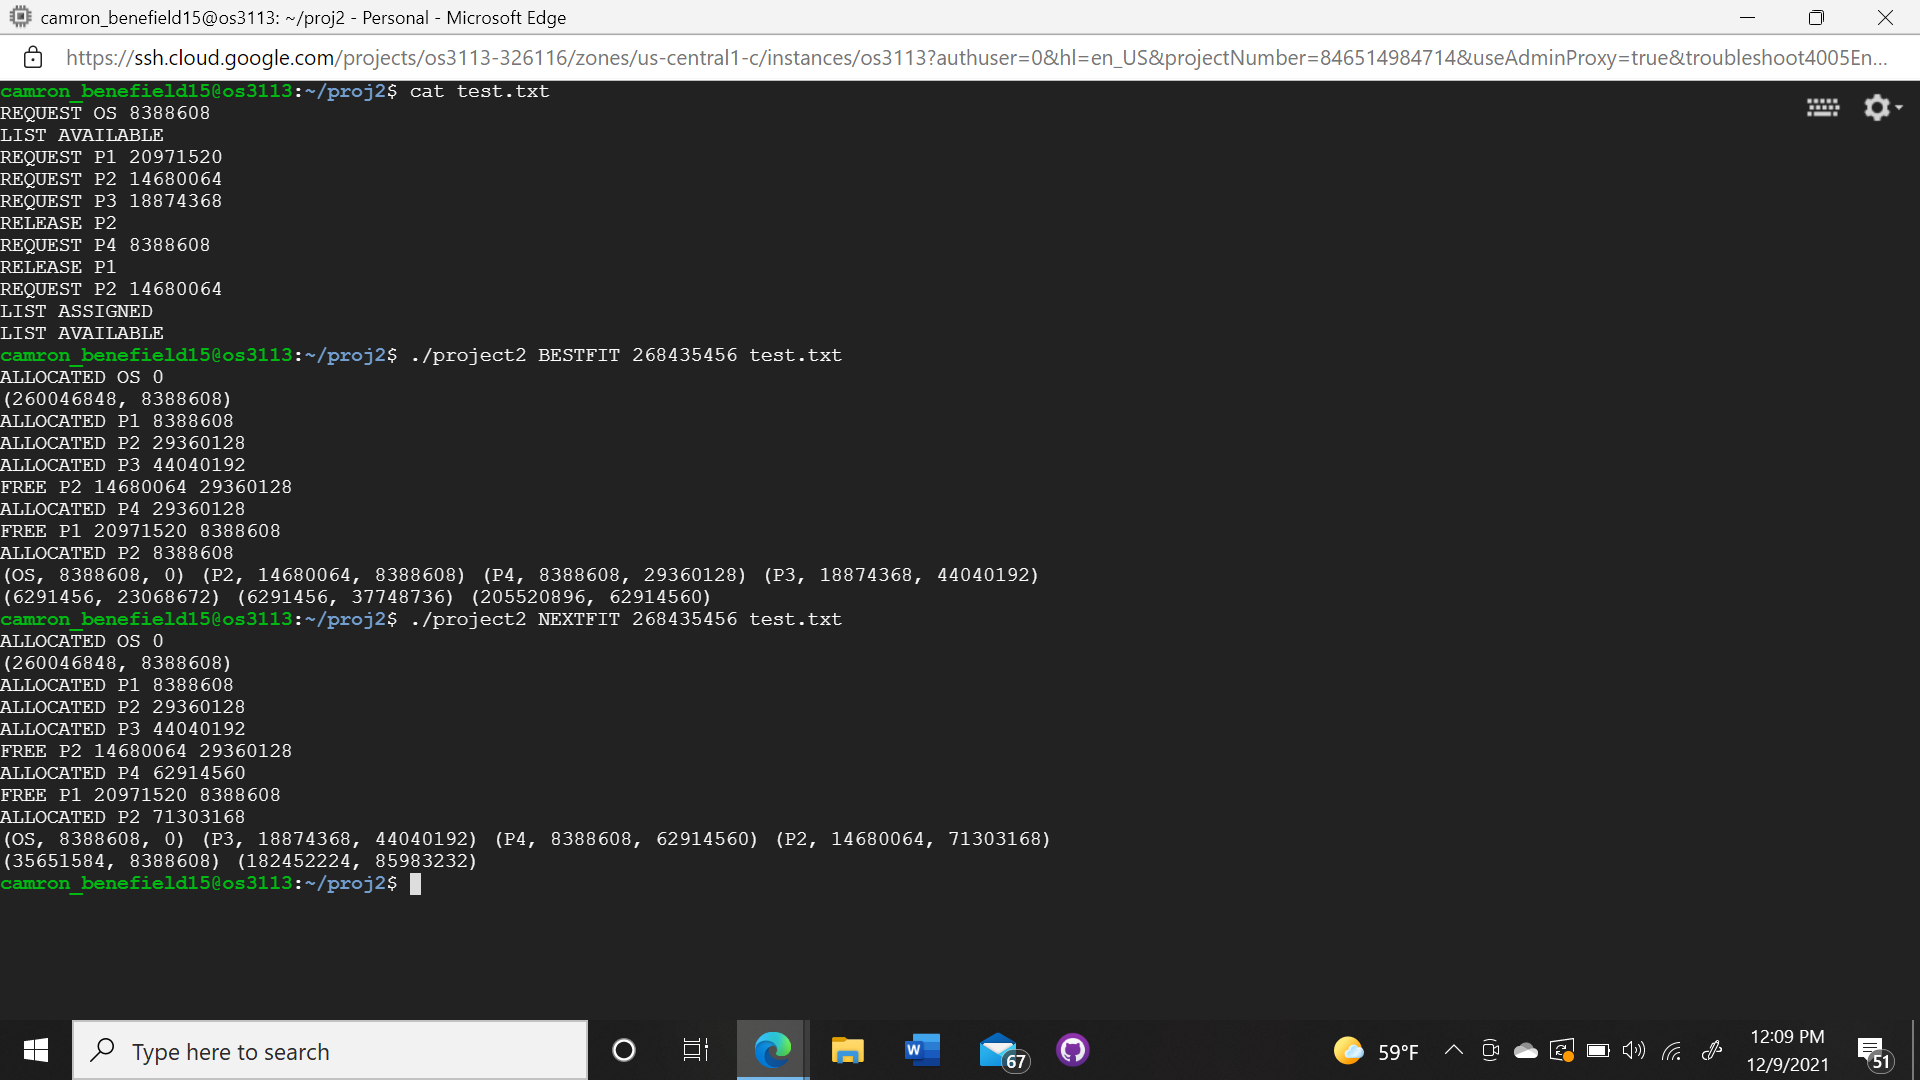 camron_benefield15@os3113: ~/proj2 - Personal - Microsoft Edge
https://ssh.cloud.google.com/projects/os3113-326116/zones/us-central1-c/instances/os3113?authuser=0&hl=en_US&projectNumber=846514984714&useAdminProxy=true&troubleshoot4005En...
camron_benefield15@os3113:~/proj2$ cat test.txt
REQUEST OS 8388608
LIST AVAILABLE
REQUEST P1 20971520
REQUEST P2 14680064
REQUEST P3 18874368
RELEASE P2
REQUEST P4 8388608
RELEASE P1
REQUEST P2 14680064
LIST ASSIGNED
LIST AVAILABLE
camron_benefield15@os3113:~/proj2$ ./project2 BESTFIT 268435456 test.txt
ALLOCATED OS 0
(260046848, 8388608)
ALLOCATED P1 8388608
ALLOCATED P2 29360128
ALLOCATED P3 44040192
FREE P2 14680064 29360128
ALLOCATED P4 29360128
FREE P1 20971520 8388608
ALLOCATED P2 8388608
(OS, 8388608, 0) (P2, 14680064, 8388608) (P4, 8388608, 29360128) (P3, 18874368, 44040192)
(6291456, 23068672) (6291456, 37748736) (205520896, 62914560)
camron_benefield15@os3113:~/proj2$ ./project2 NEXTFIT 268435456 test.txt
ALLOCATED OS 0
(260046848, 8388608)
ALLOCATED P1 8388608
ALLOCATED P2 29360128
ALLOCATED P3 44040192
FREE P2 14680064 29360128
ALLOCATED P4 62914560
FREE P1 20971520 8388608
ALLOCATED P2 71303168
(OS, 8388608, 0) (P3, 18874368, 44040192) (P4, 8388608, 62914560) (P2, 14680064, 71303168)
(35651584, 8388608) (182452224, 85983232)
camron_benefield15@os3113:~/proj2$
Type here to search
W
67
59°F
12:09 PM
12/9/2021
51